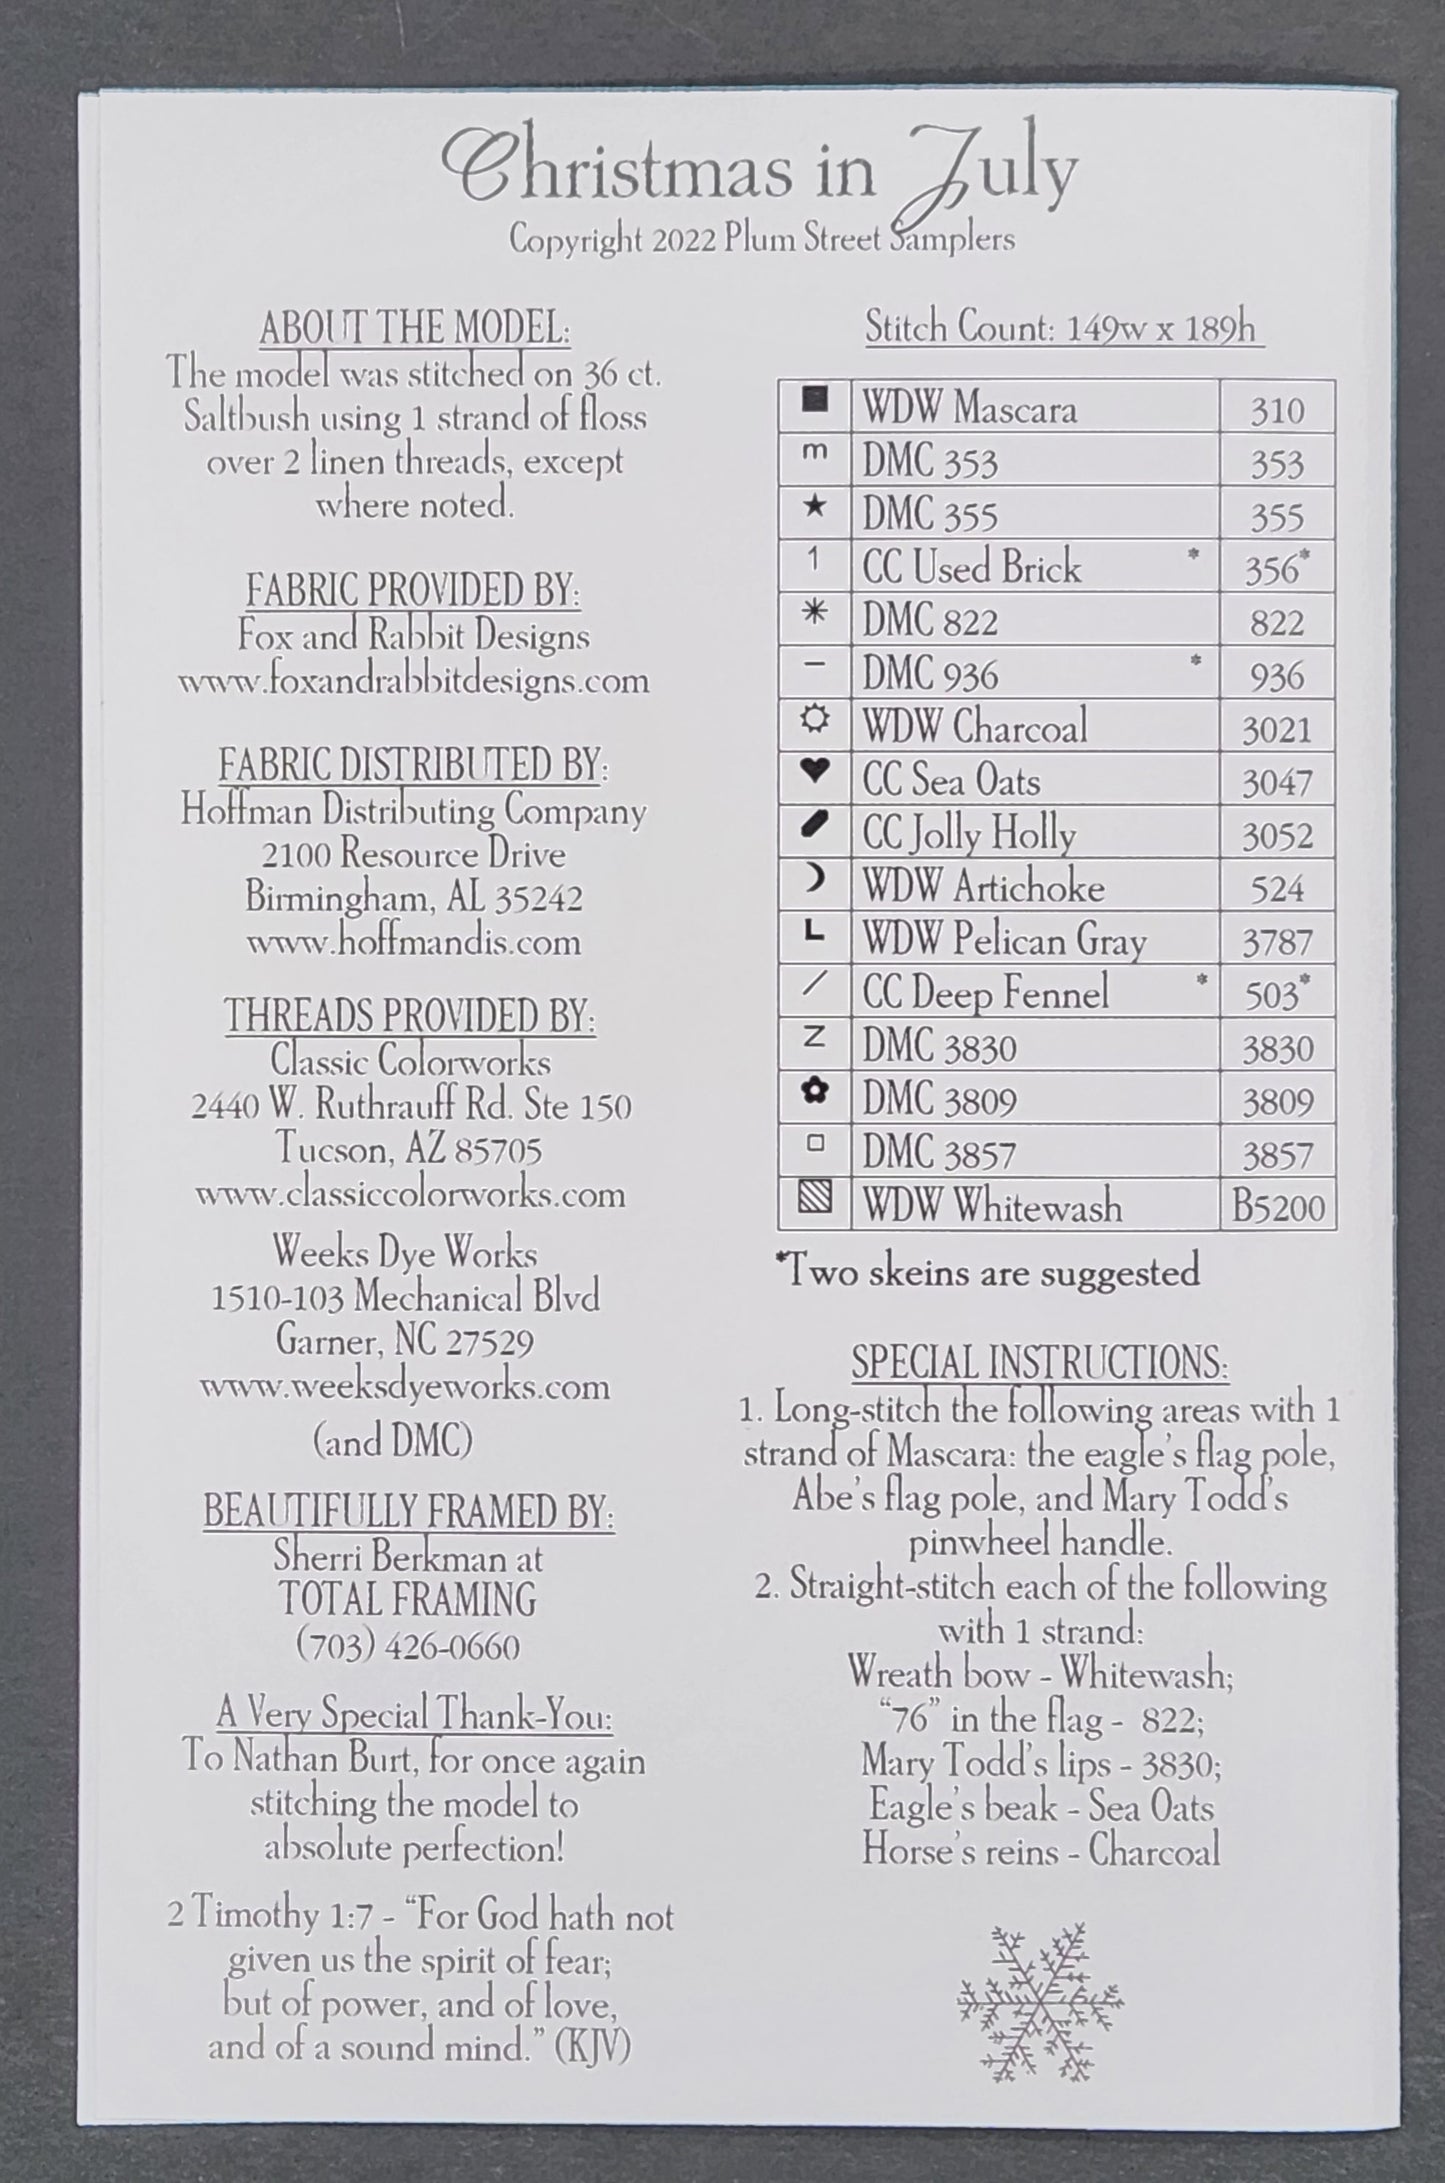 Christmas in July
Copyright 2022 Plum Street Samplers
ABOUT THE MODEL:
The model was stitched on 36 ct.
Saltbush using 1 strand of floss
over 2 linen threads, except
where noted.
FABRIC PROVIDED BY:
Fox and Rabbit Designs
www.foxandrabbitdesigns.com
FABRIC DISTRIBUTED BY:
Hoffman Distributing Company
2100 Resource Drive
Birmingham, AL 35242
www.hoffmandis.com
THREADS PROVIDED BY:
Classic Colorworks
2440 W. Ruthrauff Rd. Ste 150
Tucson, AZ 85705
www.classiccolorworks.com
Weeks Dye Works
1510-103 Mechanical Blvd
Garner, NC 27529
www.weeksdyeworks.com
(and DMC)
BEAUTIFULLY FRAMED BY:
Sherri Berkman at
TOTAL FRAMING
(703) 426-0660
A Very Special Thank-You:
To Nathan Burt, for once again
stitching the model to
absolute perfection!
2 Timothy 1:7 - “For God hath not
given us the spirit of fear;
but of power, and of love,
and of a sound mind.” (KJV)
Stitch Count: 149w x 189h
■ WDW Mascara 310
m DMC 353 353
★ DMC 355 355
1 CC Used Brick * 356*
✳ DMC 822 822
– DMC 936 * 936
WDW Charcoal 3021
♥ CC Sea Oats 3047
CC Jolly Holly 3052
WDW Artichoke 524
L WDW Pelican Gray 3787
/ CC Deep Fennel * 503*
Z DMC 3830 3830
DMC 3809 3809
□ DMC 3857 3857
WDW Whitewash B5200
*Two skeins are suggested
SPECIAL INSTRUCTIONS:
1. Long-stitch the following areas with 1
strand of Mascara: the eagle’s flag pole,
Abe’s flag pole, and Mary Todd’s
pinwheel handle.
2. Straight-stitch each of the following
with 1 strand:
Wreath bow - Whitewash;
“76” in the flag - 822;
Mary Todd’s lips - 3830;
Eagle’s beak - Sea Oats
Horse’s reins - Charcoal